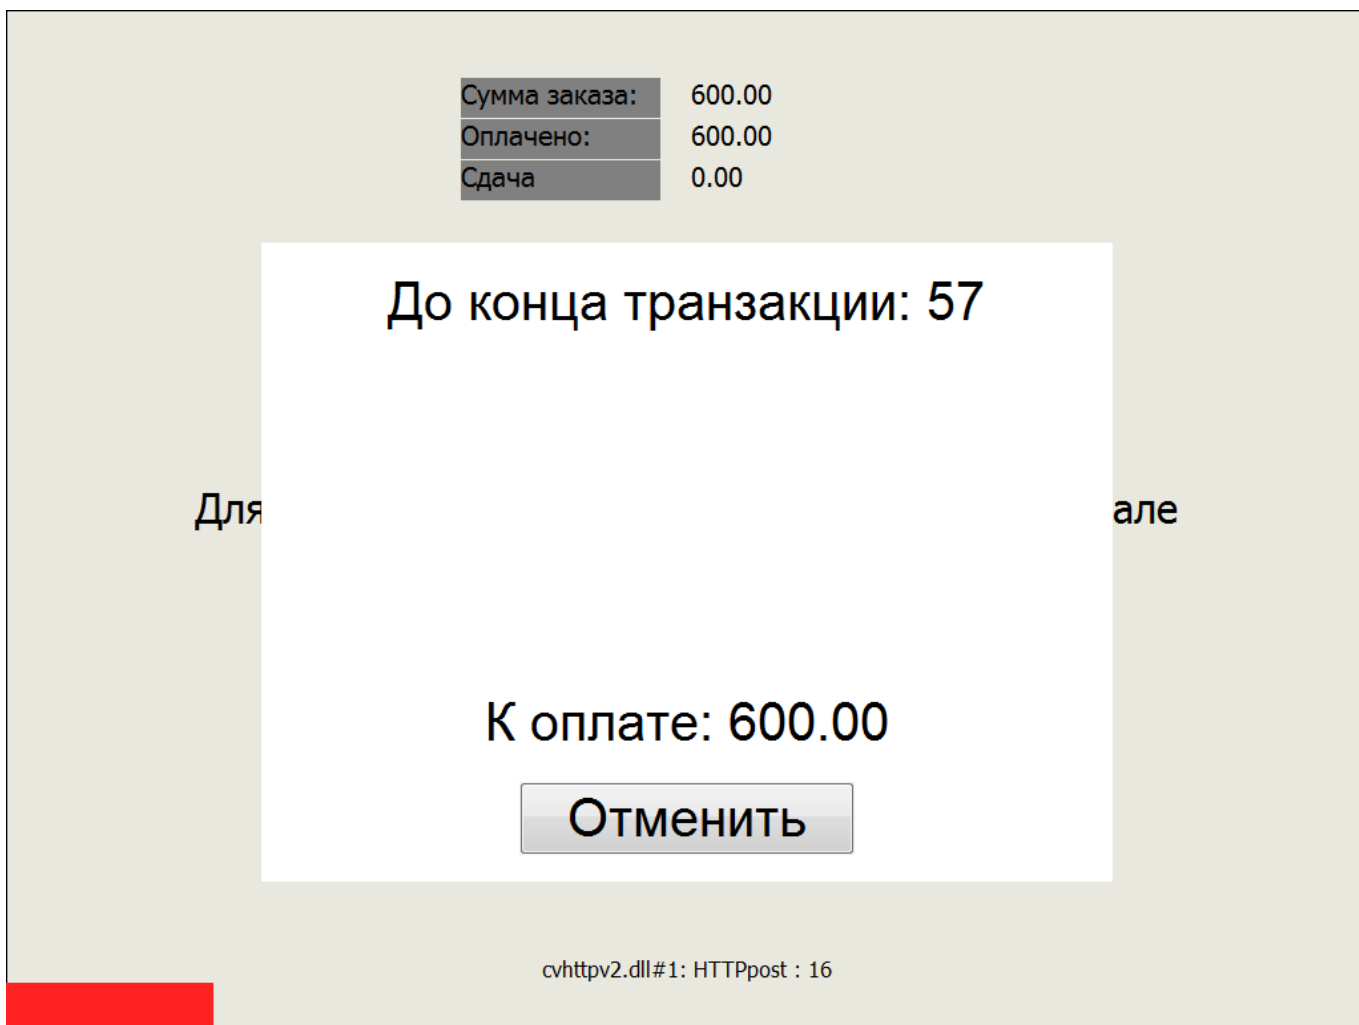 Сумма заказа: 600.00
Оплачено: 600.00
Сдача 0.00
До конца транзакции: 57
Для але
К оплате: 600.00
Отменить
cvhttpv2.dll#1: HTTPpost : 16